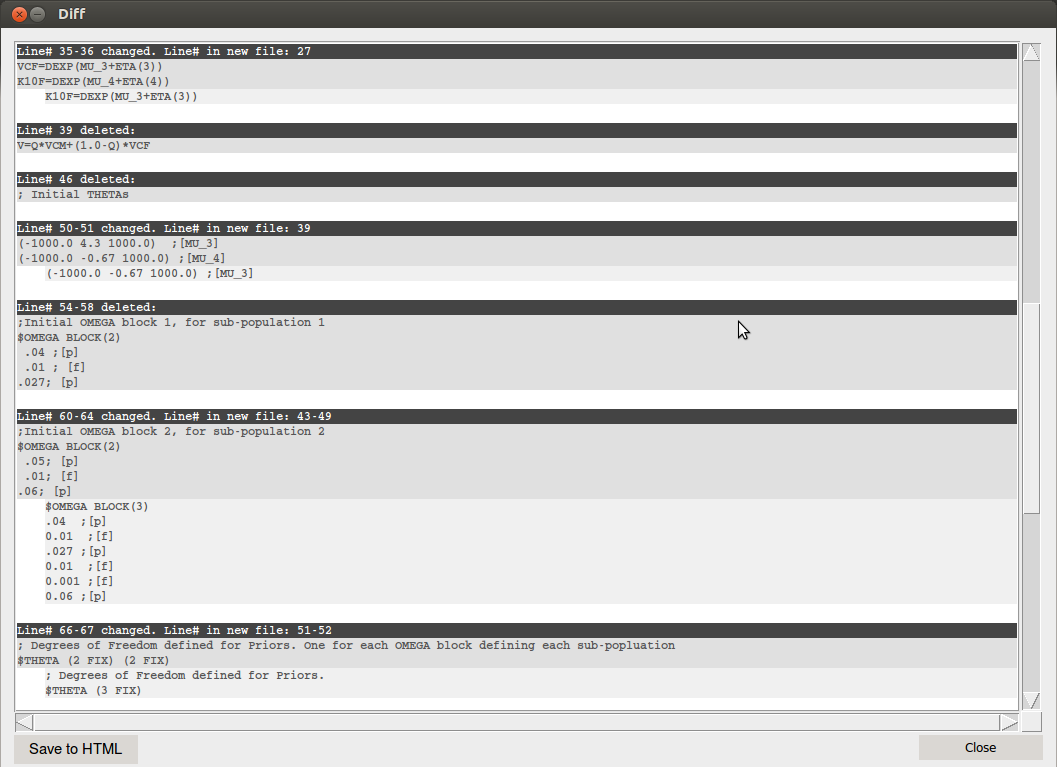 Diff
Line# 35-36 changed. Line# in new file: 27
VCF=DEXP(MU_3+ETA(3))
K10F=DEXP(MU_4+ETA(4))
K10F=DEXP(MU_3+ETA(3))
Line# 39 deleted:
V=Q*VCM+(1.0-Q)*VCF
Line# 46 deleted:
; Initial THETAs
Line# 50-51 changed. Line# in new file: 39
(-1000.0 4.3 1000.0)  ;[MU_3]
(-1000.0 -0.67 1000.0) ;[MU_4]
(-1000.0 -0.67 1000.0) ;[MU_3]
Line# 54-58 deleted:
;Initial OMEGA block 1, for sub-population 1
$OMEGA BLOCK(2)
.04 ;[p]
.01 ; [f]
.027; [p]
Line# 60-64 changed. Line# in new file: 43-49
;Initial OMEGA block 2, for sub-population 2
$OMEGA BLOCK(2)
.05; [p]
.01; [f]
.06; [p]
$OMEGA BLOCK(3)
.04  ;[p]
0.01  ;[f]
.027 ;[p]
0.01  ;[f]
0.001 ;[f]
0.06 ;[p]
Line# 66-67 changed. Line# in new file: 51-52
; Degrees of Freedom defined for Priors. One for each OMEGA block defining each sub-popluation
$THETA (2 FIX) (2 FIX)
; Degrees of Freedom defined for Priors.
$THETA (3 FIX)
Save to HTML
Close